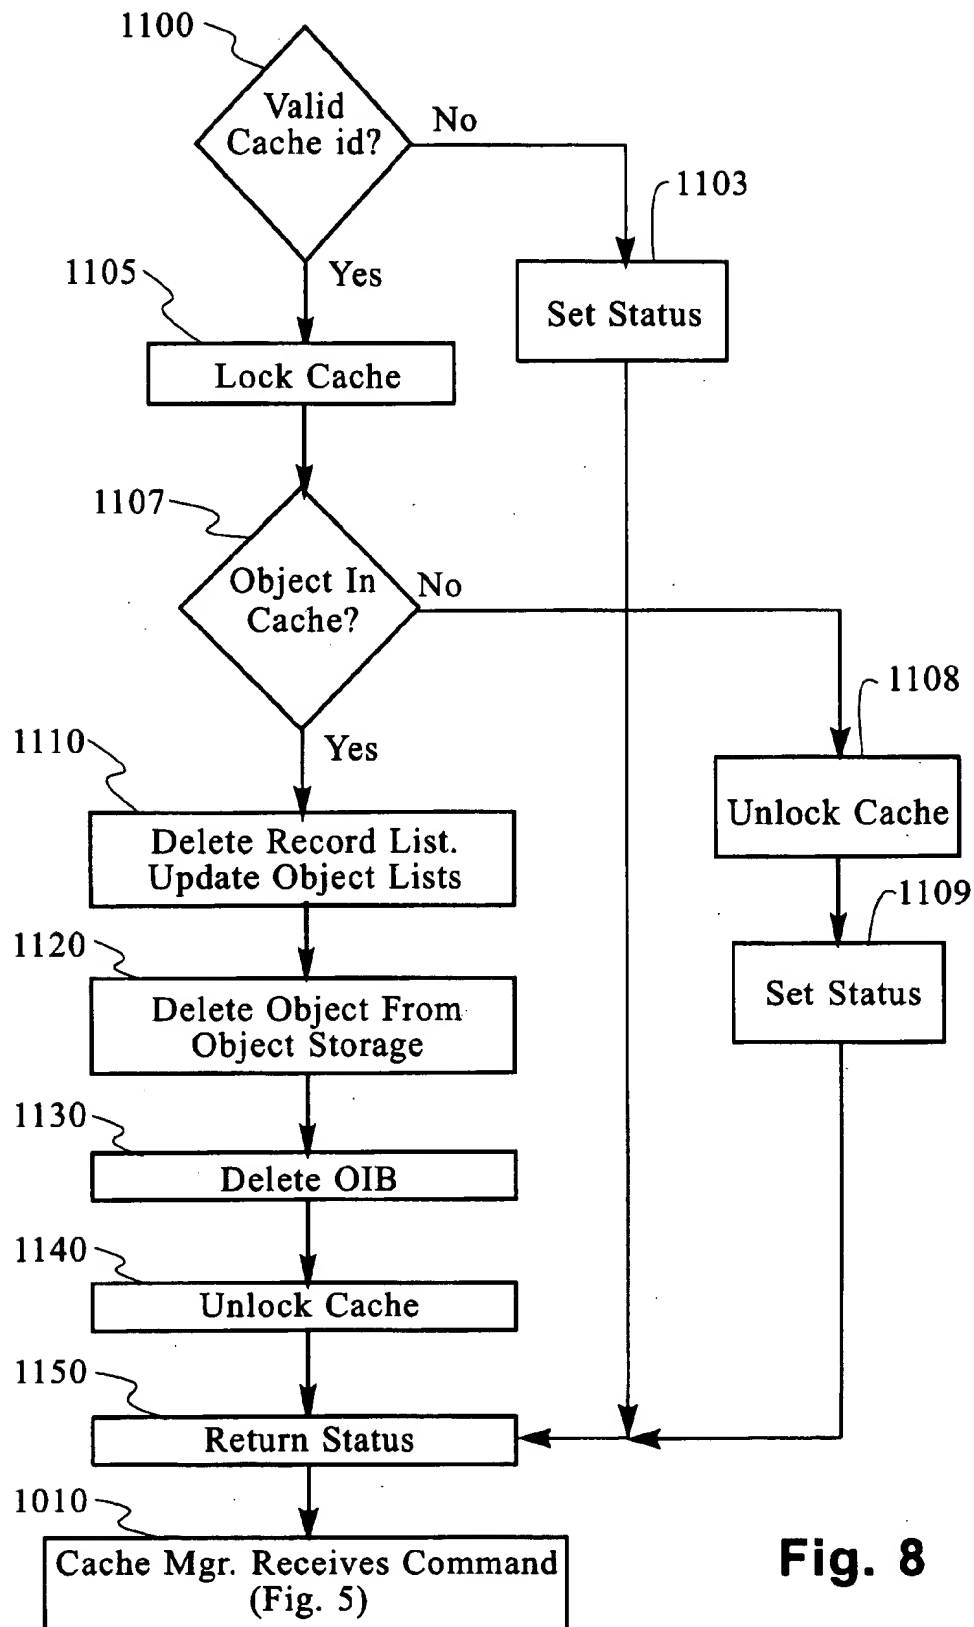 1100
Valid
Cache id?
No
1103
Set Status
Yes
1105
Lock Cache
1107
Object In
Cache?
No
1108
Unlock Cache
1109
Set Status
Yes
1110
Delete Record List.
Update Object Lists
1120
Delete Object From
Object Storage
1130
Delete OIB
1140
Unlock Cache
1150
Return Status
1010
Cache Mgr. Receives Command
(Fig. 5)
Fig. 8